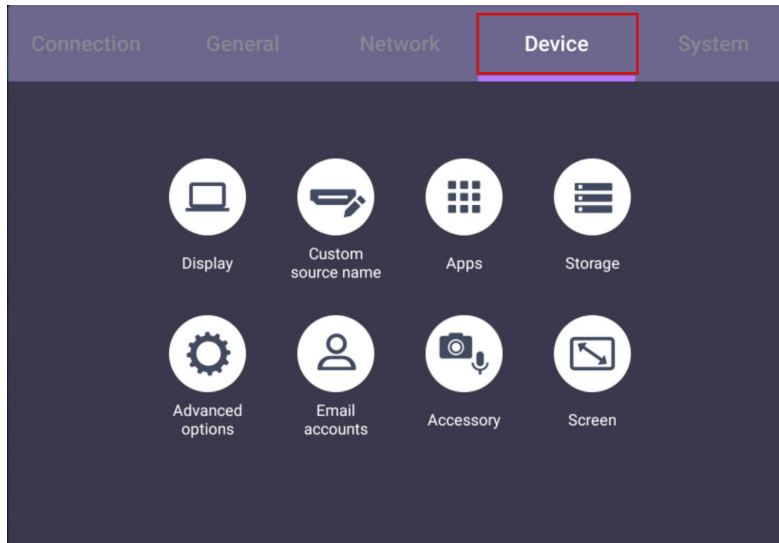 Connection General Network Device System
Display
Custom
source name
Apps
Storage
Advanced
options
Email
accounts
Accessory
Screen